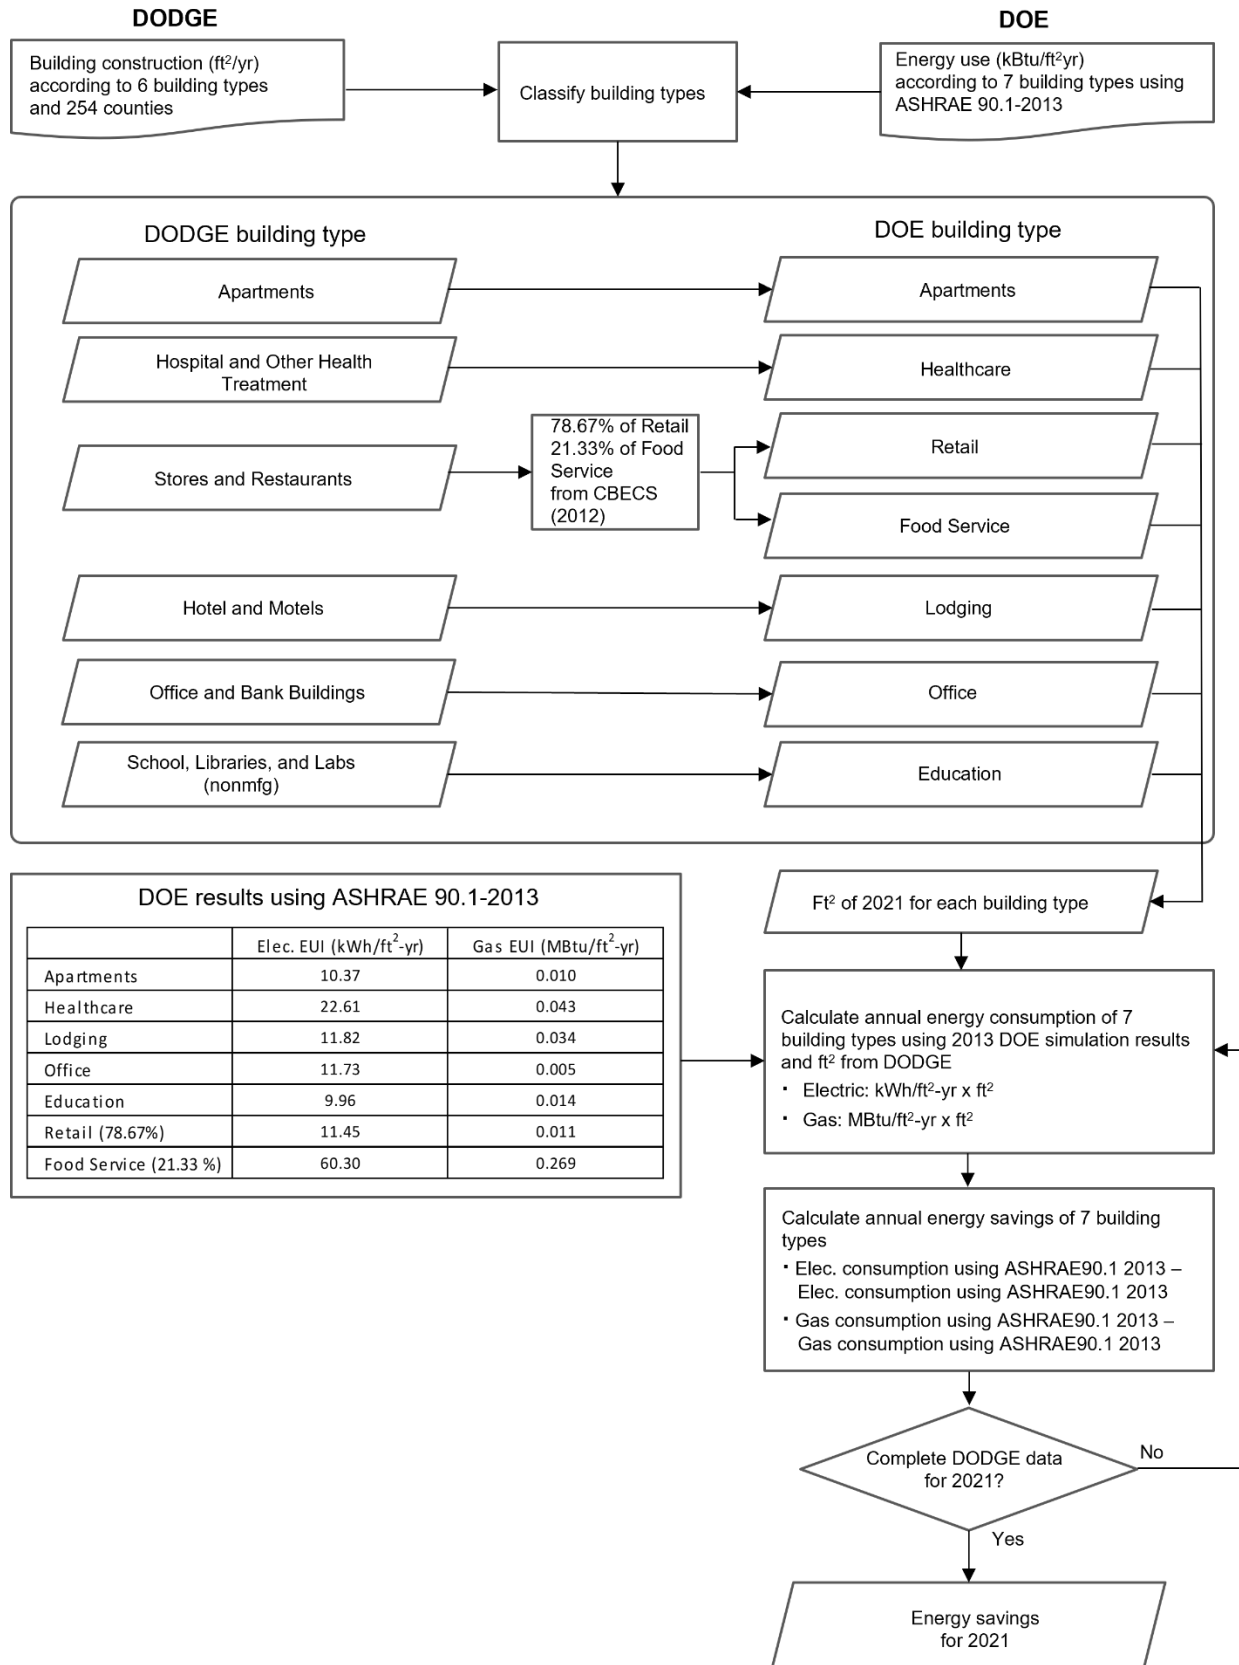 DODGE
DOE
Building construction (ft²/yr)
according to 6 building types
and 254 counties
Classify building types
Energy use (kBtu/ft²yr)
according to 7 building types using
ASHRAE 90.1-2013
DODGE building type
DOE building type
Apartments
Apartments
Hospital and Other Health
Treatment
Healthcare
Stores and Restaurants
78.67% of Retail
21.33% of Food
Service
from CBECS
(2012)
Retail
Food Service
Hotel and Motels
Lodging
Office and Bank Buildings
Office
School, Libraries, and Labs
(nonmfg)
Education
DOE results using ASHRAE 90.1-2013
Elec. EUI (kWh/ft²-yr) Gas EUI (MBtu/ft²-yr)
Apartments 10.37 0.010
Healthcare 22.61 0.043
Lodging 11.82 0.034
Office 11.73 0.005
Education 9.96 0.014
Retail (78.67%) 11.45 0.011
Food Service (21.33 %) 60.30 0.269
Ft² of 2021 for each building type
Calculate annual energy consumption of 7
building types using 2013 DOE simulation results
and ft² from DODGE
▪ Electric: kWh/ft²-yr x ft²
▪ Gas: MBtu/ft²-yr x ft²
Calculate annual energy savings of 7 building
types
▪ Elec. consumption using ASHRAE90.1 2013 –
Elec. consumption using ASHRAE90.1 2013
▪ Gas consumption using ASHRAE90.1 2013 –
Gas consumption using ASHRAE90.1 2013
Complete DODGE data
for 2021?
No
Yes
Energy savings
for 2021